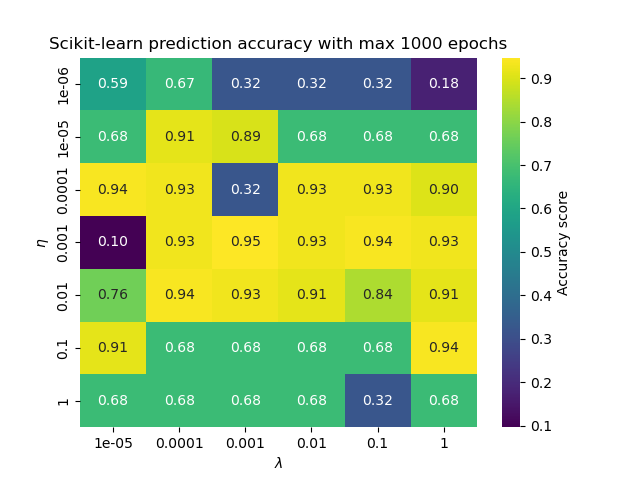 Scikit-learn prediction accuracy with max 1000 epochs
1e-06 0.59 0.67 0.32 0.32 0.32 0.18
1e-05 0.68 0.91 0.89 0.68 0.68 0.68
0.0001 0.94 0.93 0.32 0.93 0.93 0.90
0.001 0.10 0.93 0.95 0.93 0.94 0.93
0.01 0.76 0.94 0.93 0.91 0.84 0.91
0.1 0.91 0.68 0.68 0.68 0.68 0.94
1 0.68 0.68 0.68 0.68 0.32 0.68
1e-05 0.0001 0.001 0.01 0.1 1
λ
η
0.9
0.8
0.7
0.6
0.5
0.4
0.3
0.2
0.1
Accuracy score